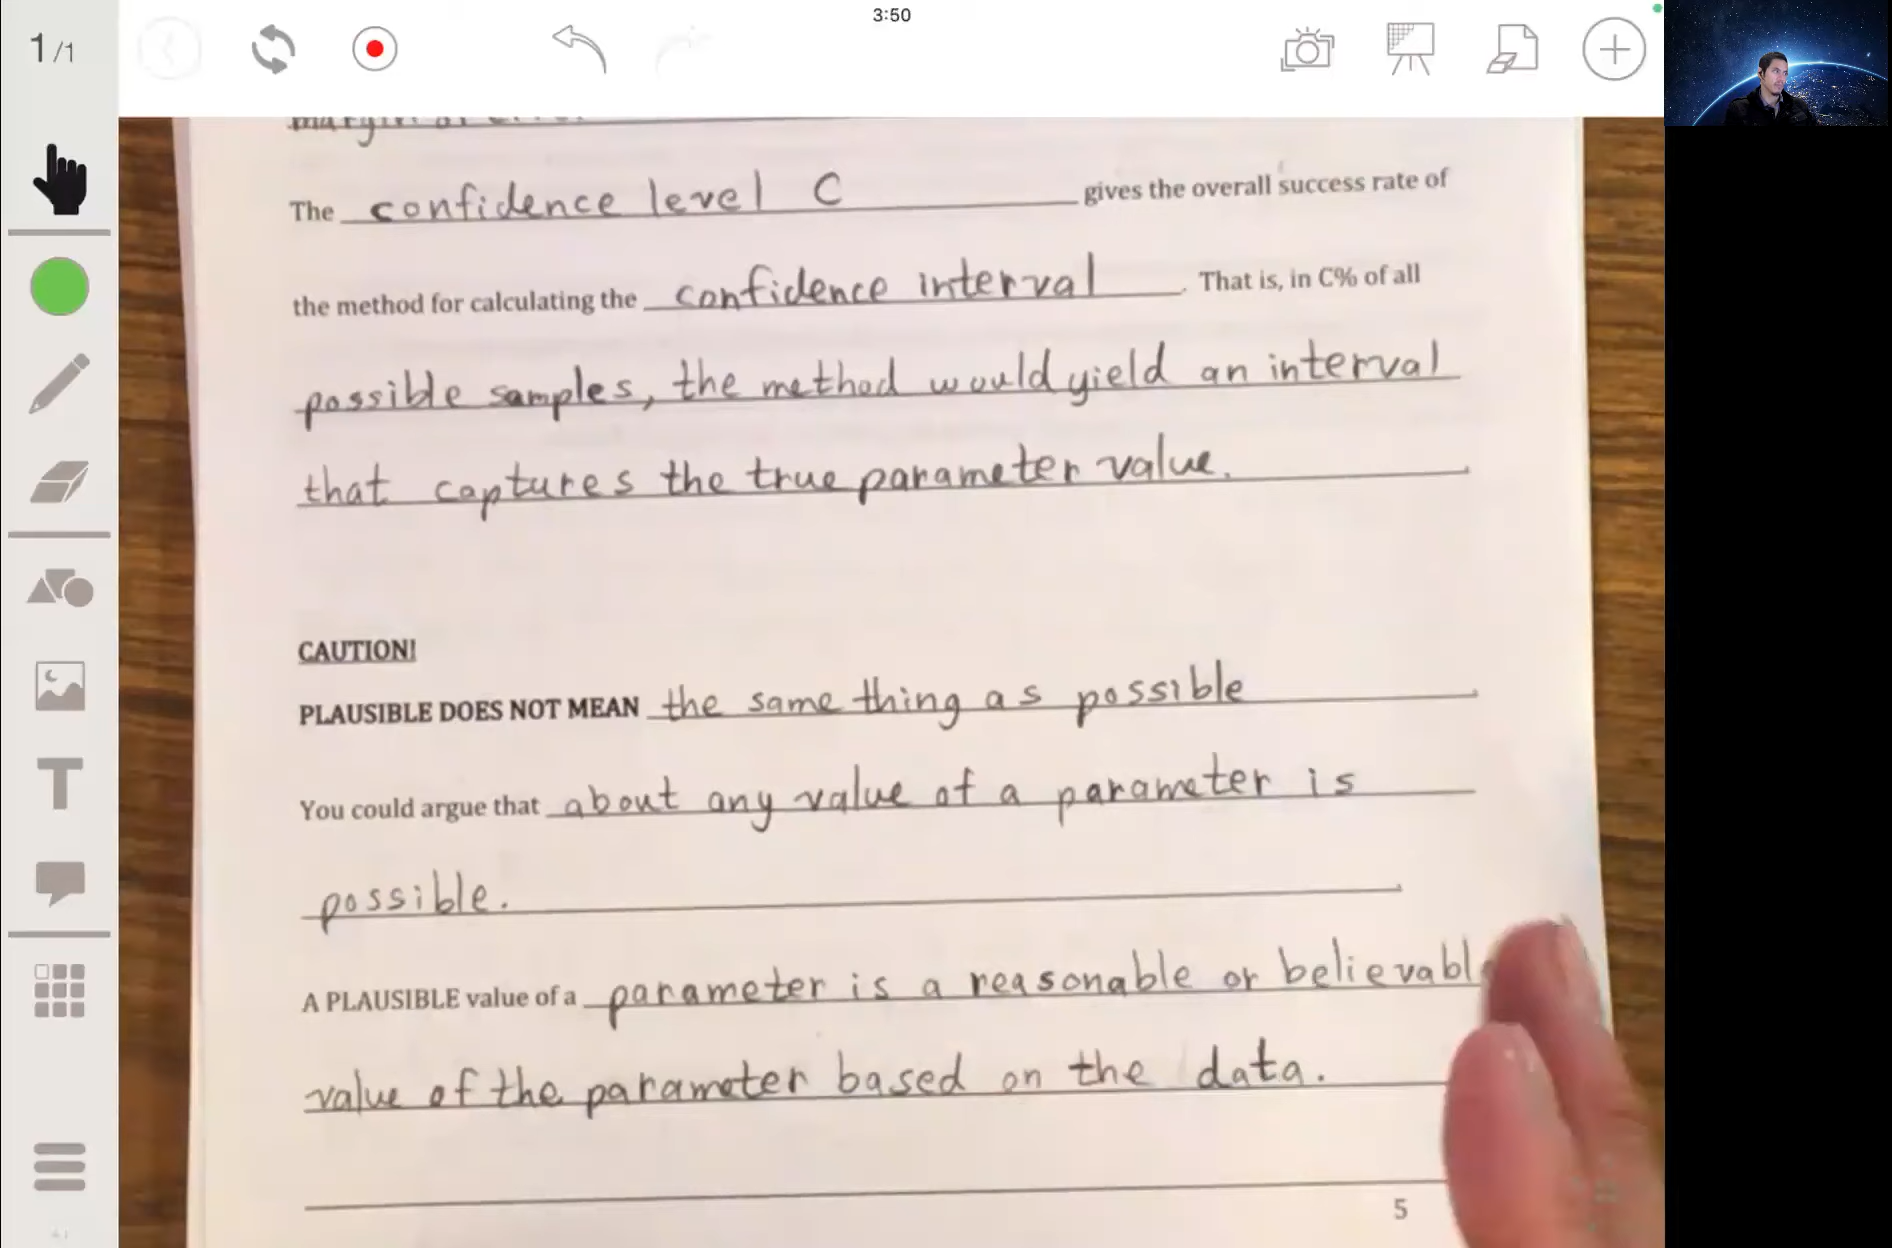 3:50
1/1
margin of error
The confidence level C gives the overall success rate of
the method for calculating the confidence interval. That is, in C% of all
possible samples, the method would yield an interval
that captures the true parameter value.
CAUTION!
PLAUSIBLE DOES NOT MEAN the same thing as possible
You could argue that about any value of a parameter is
possible.
A PLAUSIBLE value of a parameter is a reasonable or believabl
value of the parameter based on the data.
5
T